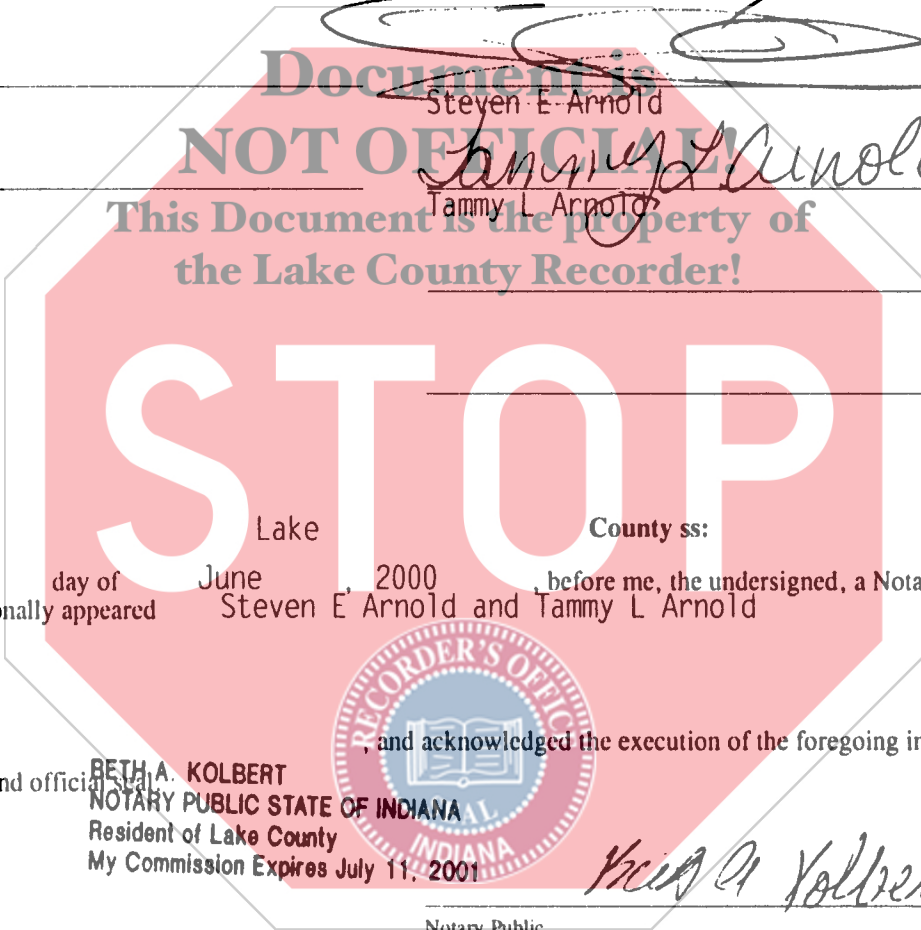 Document is
Steven E Arnold
NOT OFFICIAL!
Tammy L Arnold
Tammy L Arnold
This Document is the property of
the Lake County Recorder!
STOP
Lake County ss:
day of June , 2000 , before me, the undersigned, a Nota
onally appeared Steven E Arnold and Tammy L Arnold
RECORDER'S OFFICE
SEAL
INDIANA
, and acknowledged the execution of the foregoing in
nd official seal.
BETH A. KOLBERT
NOTARY PUBLIC STATE OF INDIANA
Resident of Lake County
My Commission Expires July 11, 2001
Notary Public